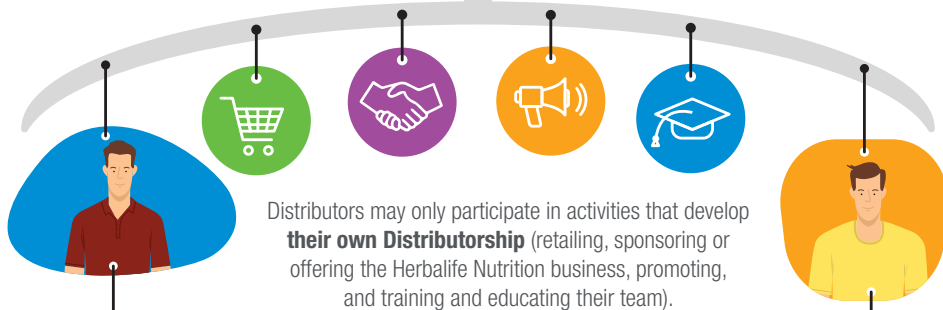 Distributors may only participate in activities that develop
their own Distributorship (retailing, sponsoring or
offering the Herbalife Nutrition business, promoting,
and training and educating their team).